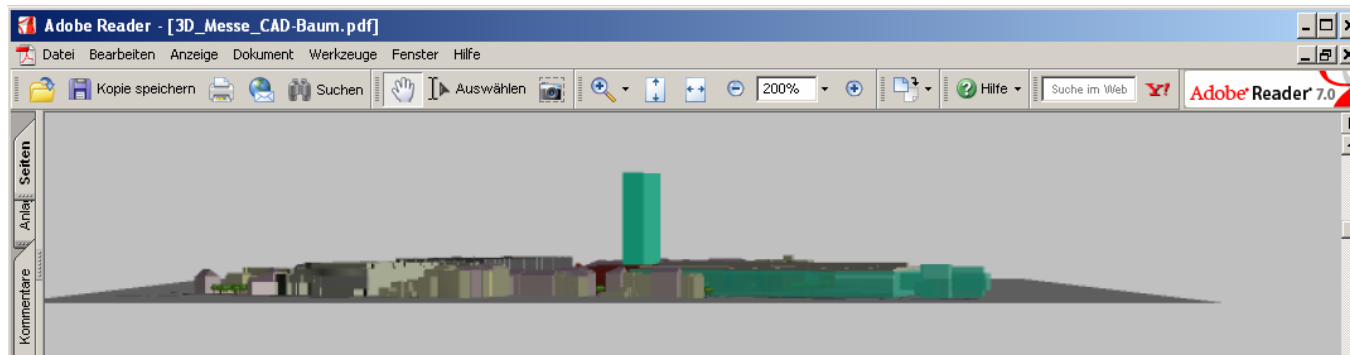 Adobe Reader - [3D_Messe_CAD-Baum.pdf]
Datei Bearbeiten Anzeige Dokument Werkzeuge Fenster Hilfe
Kopie speichern Suchen Auswählen 200% Hilfe Suche im Web Y! Adobe Reader 7.0
Seiten
Anla
Kommentare